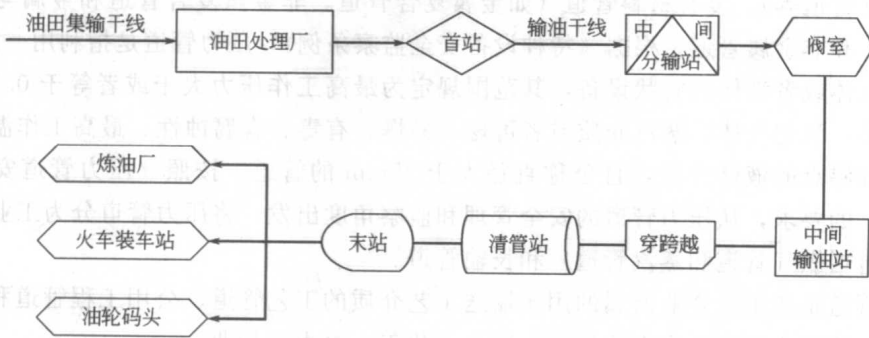 油田集输干线
油田处理厂
首站
输油干线
中 间
分输站
阀室
炼油厂
火车装车站
油轮码头
末站
清管站
穿跨越
中间
输油站